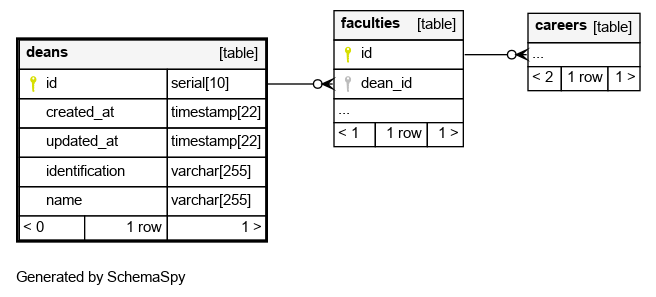 deans [table]
id serial[10]
created_at timestamp[22]
updated_at timestamp[22]
identification varchar[255]
name varchar[255]
< 0 1 row 1 >
faculties [table]
id
dean_id
...
< 1 1 row 1 >
careers [table]
...
< 2 1 row 1 >
Generated by SchemaSpy